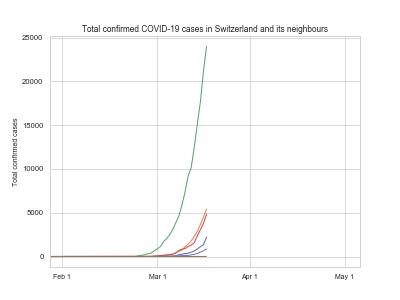 Total confirmed COVID-19 cases in Switzerland and its neighbours
25000
20000
15000
10000
5000
0
Total confirmed cases
Feb 1
Mar 1
Apr 1
May 1